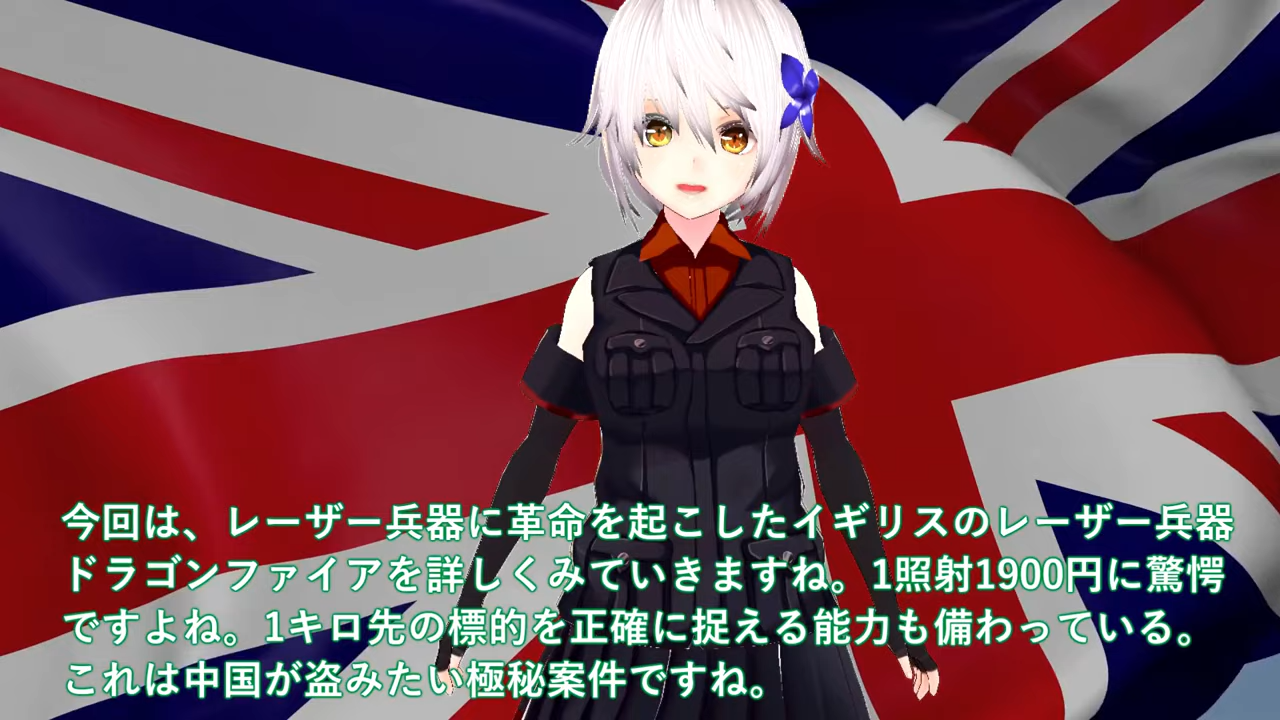 今回は、レーザー兵器に革命を起こしたイギリスのレーザー兵器
ドラゴンファイアを詳しくみていきますね。1照射1900円に驚愕
ですよね。1キロ先の標的を正確に捉える能力も備わっている。
これは中国が盗みたい極秘案件ですね。